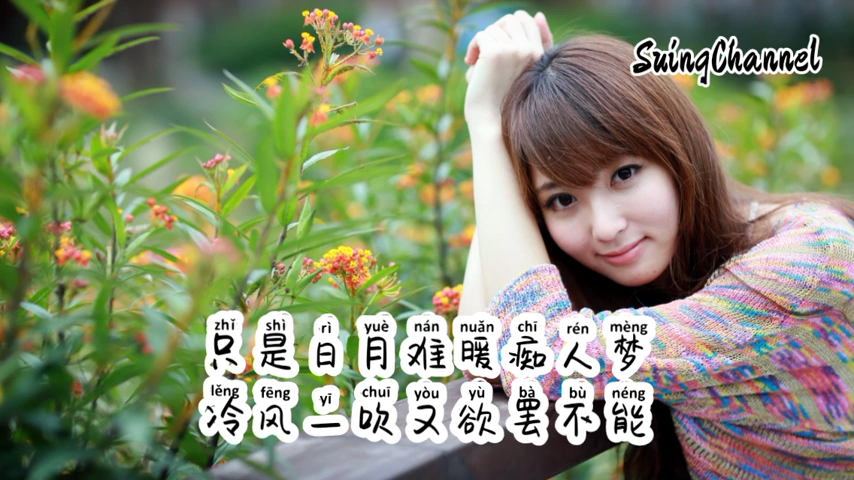 SuingChannel
zhǐ shì rì yuè nán nuǎn chī rén mèng
只是日月难暖痴人梦
lěng fēng yī chuī yòu yù bà bù néng
冷风一吹又欲罢不能